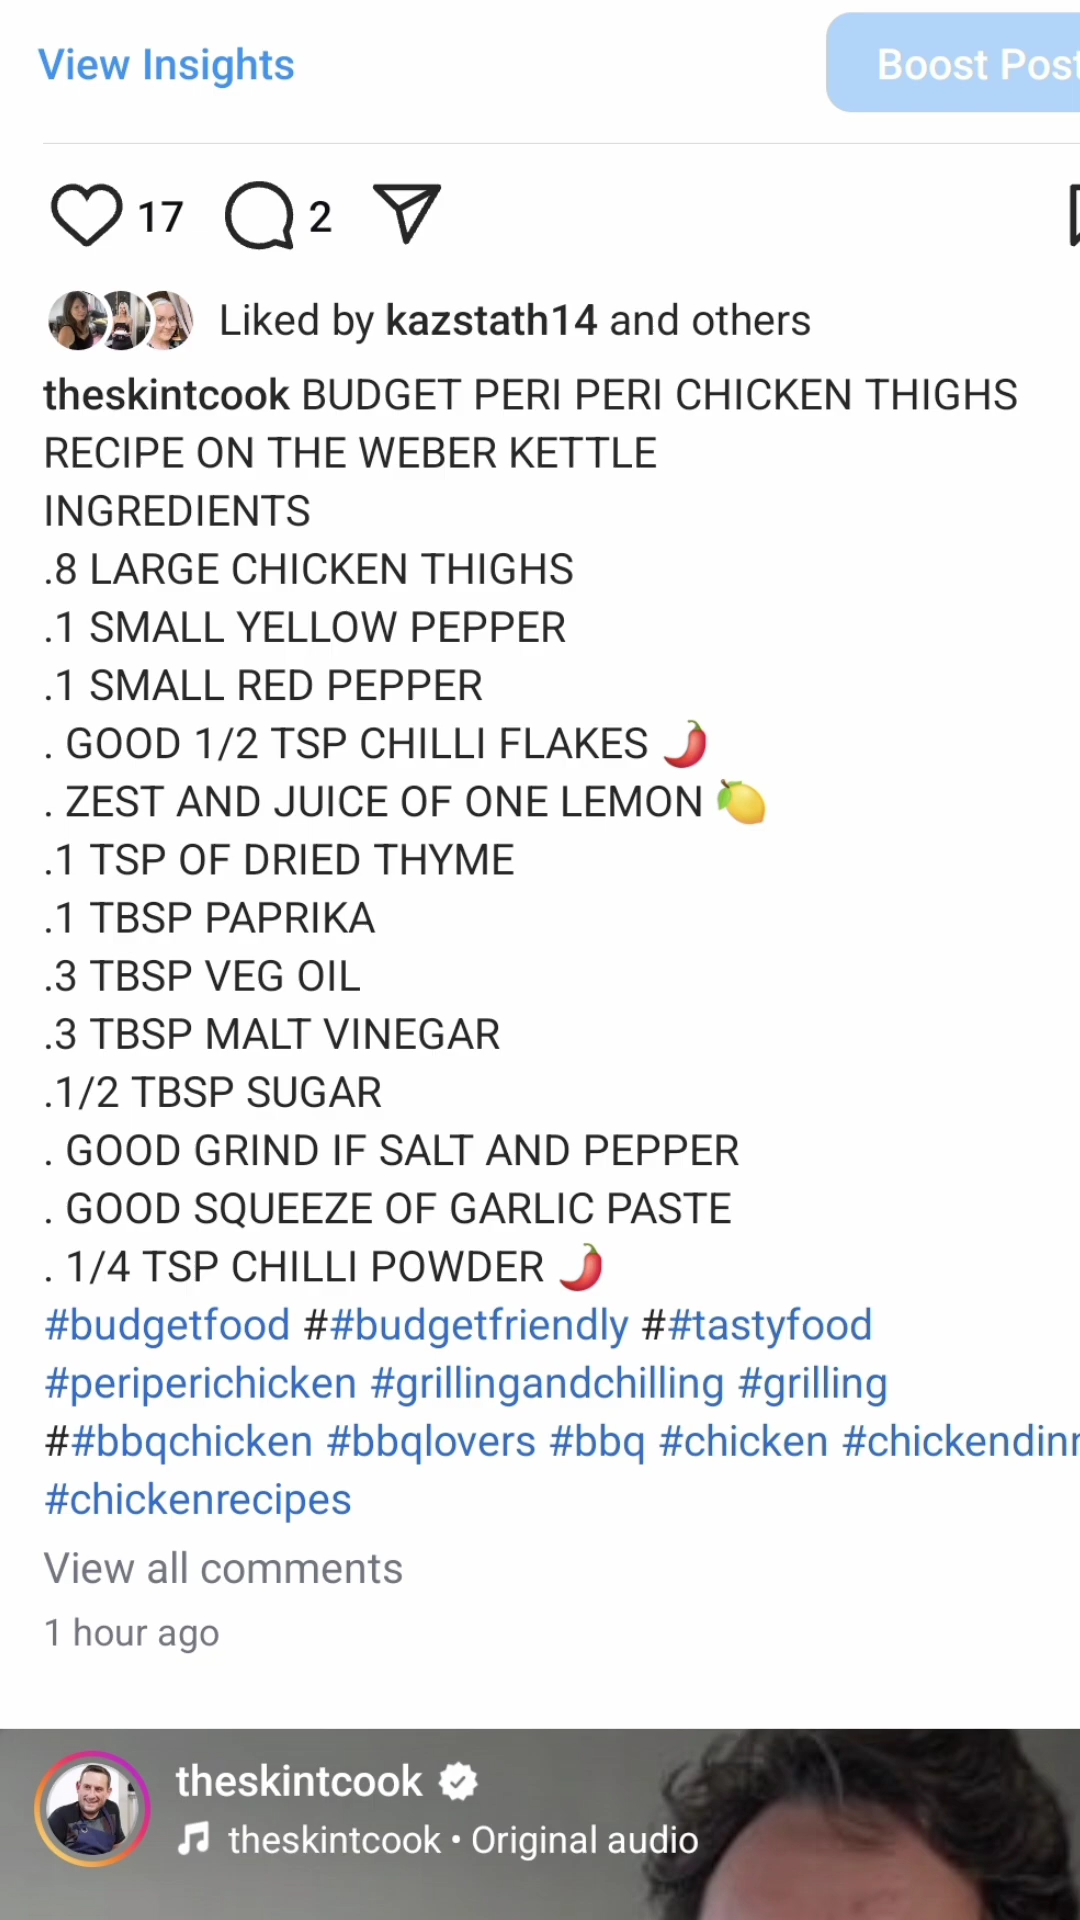 View Insights
Boost Post
17
2
Liked by kazstath14 and others
theskintcook BUDGET PERI PERI CHICKEN THIGHS
RECIPE ON THE WEBER KETTLE
INGREDIENTS
.8 LARGE CHICKEN THIGHS
.1 SMALL YELLOW PEPPER
.1 SMALL RED PEPPER
. GOOD 1/2 TSP CHILLI FLAKES 🌶️
. ZEST AND JUICE OF ONE LEMON 🍋
.1 TSP OF DRIED THYME
.1 TBSP PAPRIKA
.3 TBSP VEG OIL
.3 TBSP MALT VINEGAR
.1/2 TBSP SUGAR
. GOOD GRIND IF SALT AND PEPPER
. GOOD SQUEEZE OF GARLIC PASTE
. 1/4 TSP CHILLI POWDER 🌶️
#budgetfood ##budgetfriendly ##tastyfood
#periperichicken #grillingandchilling #grilling
##bbqchicken #bbqlovers #bbq #chicken #chickendin
#chickenrecipes
View all comments
1 hour ago
theskintcook
theskintcook • Original audio